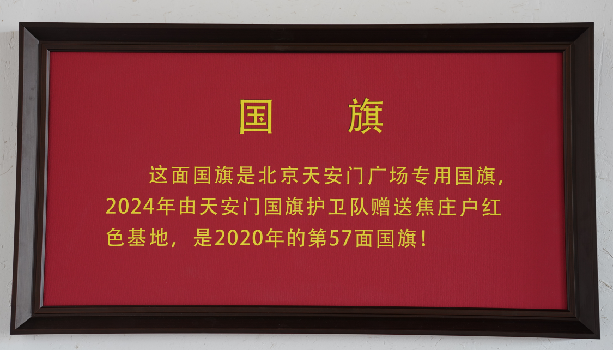 国 旗
这面国旗是北京天安门广场专用国旗,
2024年由天安门国旗护卫队赠送焦庄户红
色基地，是2020年的第57面国旗!